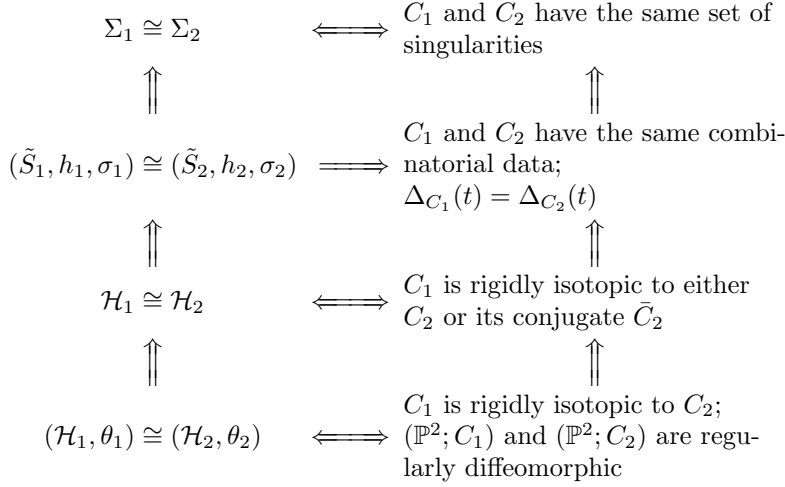 Σ₁ ≅ Σ₂ ⟺ C₁ and C₂ have the same set of
singularities
⇑ ⇑
(S̃₁, h₁, σ₁) ≅ (S̃₂, h₂, σ₂) ⟹ C₁ and C₂ have the same combi-
natorial data;
Δ_{C₁}(t) = Δ_{C₂}(t)
⇑ ⇑
ℋ₁ ≅ ℋ₂ ⟺ C₁ is rigidly isotopic to either
C₂ or its conjugate C̄₂
⇑ ⇑
(ℋ₁, θ₁) ≅ (ℋ₂, θ₂) ⟺ C₁ is rigidly isotopic to C₂;
(ℙ²; C₁) and (ℙ²; C₂) are regu-
larly diffeomorphic